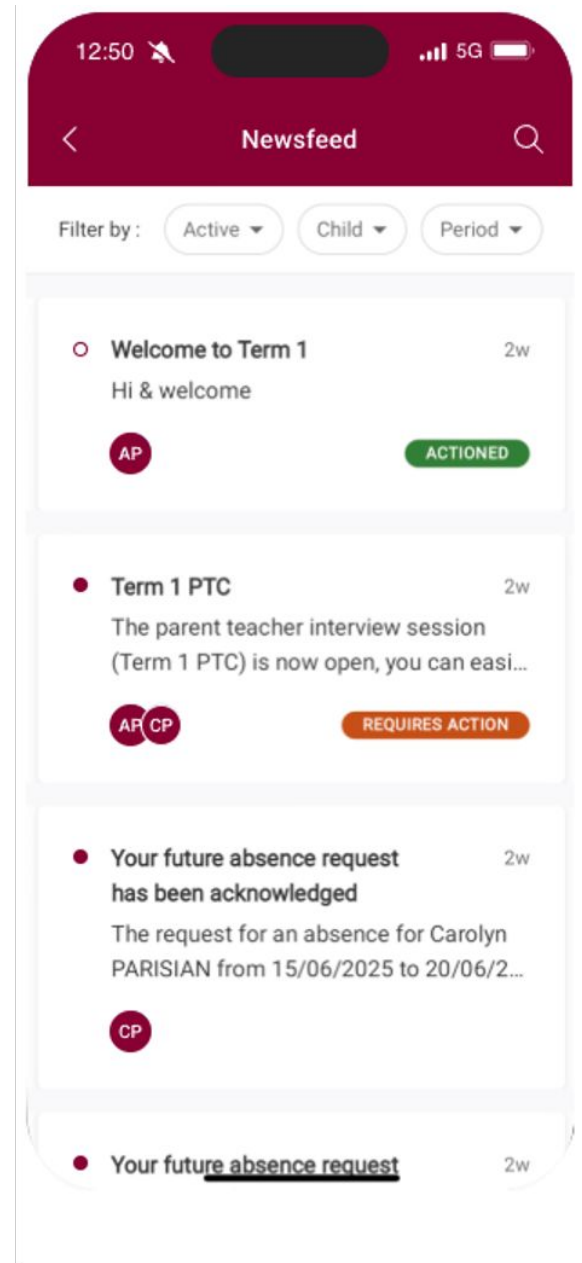 12:50 5G
Newsfeed
Filter by : Active Child Period
Welcome to Term 1 2w
Hi & welcome
AP ACTIONED
Term 1 PTC 2w
The parent teacher interview session
(Term 1 PTC) is now open, you can easi...
AP CP REQUIRES ACTION
Your future absence request 2w
has been acknowledged
The request for an absence for Carolyn
PARISIAN from 15/06/2025 to 20/06/2...
CP
Your future absence request 2w